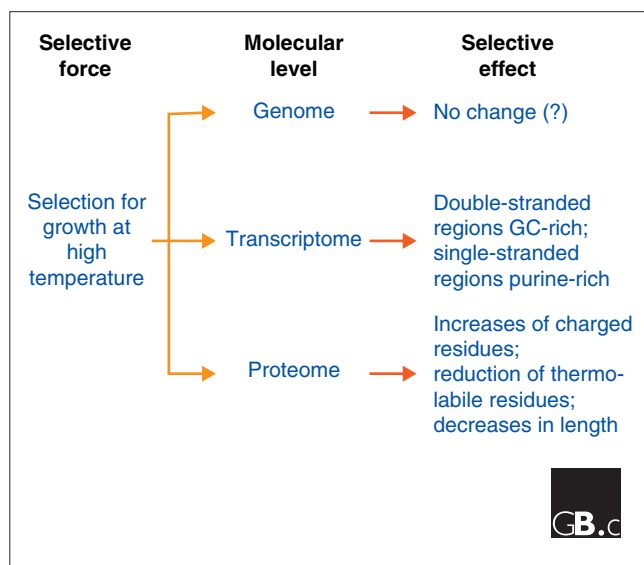 Selective force
Molecular level
Selective effect
Genome
No change (?)
Selection for
growth at
high
temperature
Transcriptome
Double-stranded
regions GC-rich;
single-stranded
regions purine-rich
Proteome
Increases of charged
residues;
reduction of thermo-
labile residues;
decreases in length
GB.c